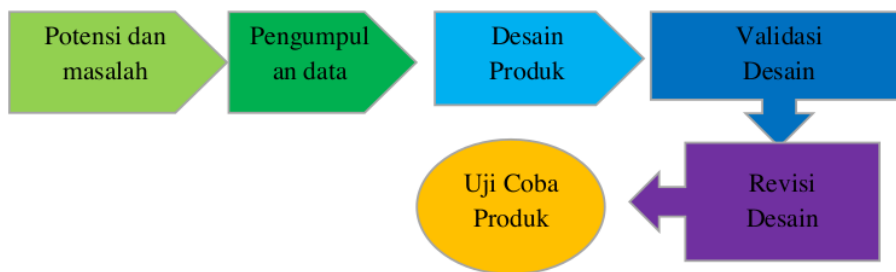 Potensi dan
masalah
Pengumpul
an data
Desain
Produk
Validasi
Desain
Revisi
Desain
Uji Coba
Produk